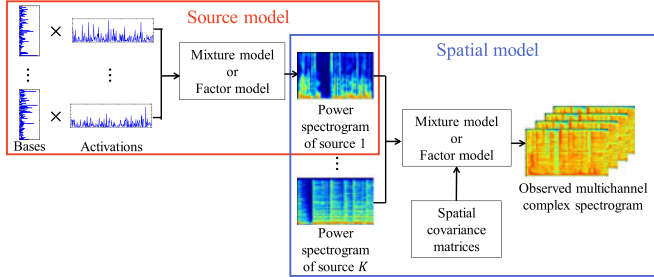 Source model
Spatial model
×
Mixture model
or
Factor model
⋮
⋮
×
Bases
Activations
Power
spectrogram
of source 1
⋮
Power
spectrogram
of source K
Mixture model
or
Factor model
Spatial
covariance
matrices
Observed multichannel
complex spectrogram